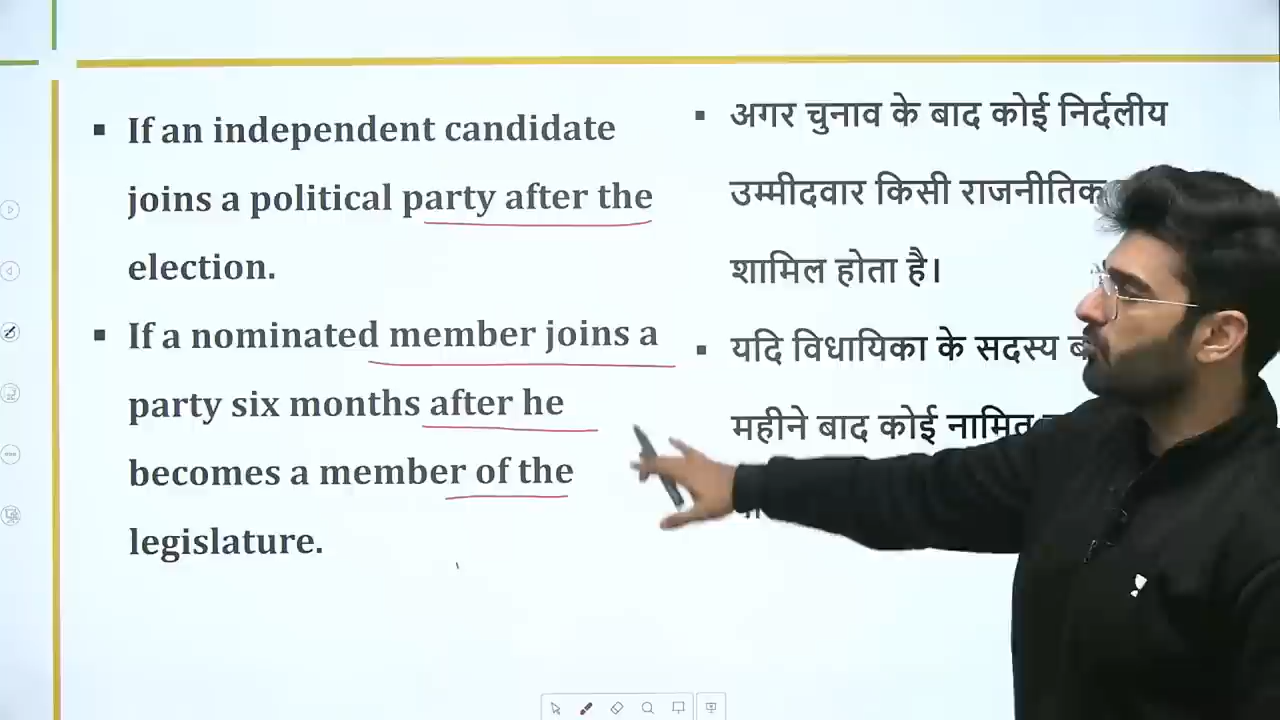 If an independent candidate
joins a political party after the
election.
If a nominated member joins a
party six months after he
becomes a member of the
legislature.
अगर चुनाव के बाद कोई निर्दलीय
उम्मीदवार किसी राजनीतिक
शामिल होता है।
यदि विधायिका के सदस्य
महीने बाद कोई नामित